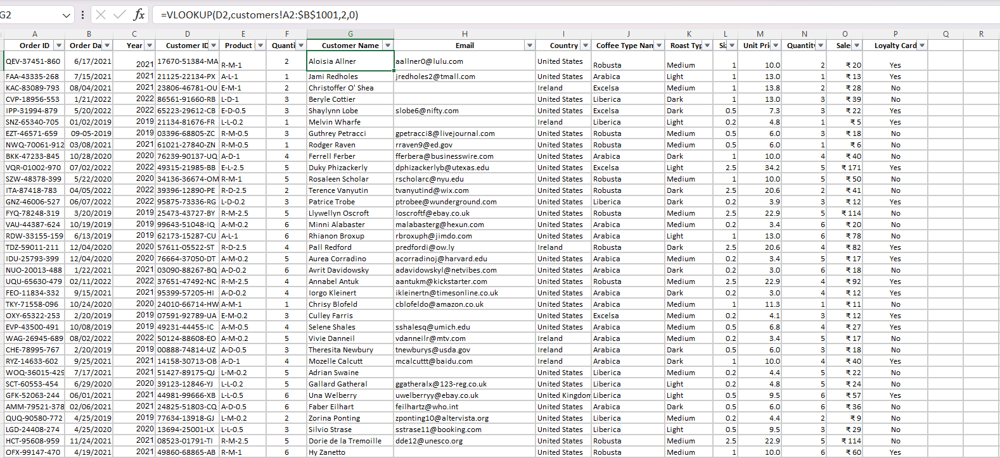 G2 fx =VLOOKUP(D2,customers!A2:$B$1001,2,0)
A B C D E F G H I J K L M N O P Q R
Order ID Order Da Year Customer ID Product Quanti Customer Name Email Country Coffee Type Nam Roast Typ Siz Unit Pri Quantity Sale Loyalty Card
QEV-37451-860 6/17/2021 2021 17670-51384-MA R-M-1 2 Aloisia Allner aallner0@lulu.com United States Robusta Medium 1 10.0 2 ₹ 20 Yes
FAA-43335-268 7/15/2021 2021 21125-22134-PX A-L-1 1 Jami Redholes jredholes2@tmall.com United States Arabica Light 1 13.0 1 ₹ 13 Yes
KAC-83089-793 08/04/2021 2021 23806-46781-OU E-M-1 2 Christoffer O' Shea Ireland Excelsa Medium 1 13.8 2 ₹ 28 No
CVP-18956-553 1/21/2022 2022 86561-91660-RB L-D-1 3 Beryle Cottier United States Liberica Dark 1 13.0 3 ₹ 39 No
IPP-31994-879 5/20/2022 2022 65223-29612-CB E-D-0.5 3 Shaylynn Lobe slobe6@nifty.com United States Excelsa Dark 0.5 7.3 3 ₹ 22 Yes
SNZ-65340-705 01/02/2019 2019 21134-81676-FR L-L-0.2 1 Melvin Wharfe Ireland Liberica Light 0.2 4.8 1 ₹ 5 Yes
EZT-46571-659 09-05-2019 2019 03396-68805-ZC R-M-0.5 3 Guthrey Petracci gpetracci8@livejournal.com United States Robusta Medium 0.5 6.0 3 ₹ 18 No
NWQ-70061-912 03/08/2021 2021 61021-27840-ZN R-M-0.5 1 Rodger Raven rraven9@ed.gov United States Robusta Medium 0.5 6.0 1 ₹ 6 No
BKK-47233-845 10/28/2020 2020 76239-90137-UQ A-D-1 4 Ferrell Ferber fferbera@businesswire.com United States Arabica Dark 1 10.0 4 ₹ 40 No
VQR-01002-970 07/02/2022 2022 49315-21985-BB E-L-2.5 5 Duky Phizackerly dphizackerlyb@utexas.edu United States Excelsa Light 2.5 34.2 5 ₹ 171 Yes
SZW-48378-399 5/22/2020 2020 34136-36674-OM R-M-1 5 Rosaleen Scholar rscholarc@nyu.edu United States Robusta Medium 1 10.0 5 ₹ 50 No
ITA-87418-783 04/05/2022 2022 39396-12890-PE R-D-2.5 2 Terence Vanyutin tvanyutind@wix.com United States Robusta Dark 2.5 20.6 2 ₹ 41 No
GNZ-46006-527 06/07/2022 2022 95875-73336-RG L-D-0.2 3 Patrice Trobe ptrobee@wunderground.com United States Liberica Dark 0.2 3.9 3 ₹ 12 Yes
FYQ-78248-319 3/20/2019 2019 25473-43727-BY R-M-2.5 5 Llywellyn Oscroft loscroftf@ebay.co.uk United States Robusta Medium 2.5 22.9 5 ₹ 114 No
VAU-44387-624 10/19/2019 2019 99643-51048-IQ A-M-0.2 6 Minni Alabaster malabasterg@hexun.com United States Arabica Medium 0.2 3.4 6 ₹ 20 No
RDW-33155-159 6/13/2019 2019 62173-15287-CU A-L-1 6 Rhianon Broxup rbroxuph@jimdo.com United States Arabica Light 1 13.0 6 ₹ 78 No
TDZ-59011-211 12/04/2020 2020 57611-05522-ST R-D-2.5 4 Pall Redford predfordi@ow.ly Ireland Robusta Dark 2.5 20.6 4 ₹ 82 Yes
IDU-25793-399 12/04/2020 2020 76664-37050-DT A-M-0.2 5 Aurea Corradino acorradinoj@harvard.edu United States Arabica Medium 0.2 3.4 5 ₹ 17 Yes
NUO-20013-488 1/22/2021 2021 03090-88267-BQ A-D-0.2 6 Avrit Davidowsky adavidowskyl@netvibes.com United States Arabica Dark 0.2 3.0 6 ₹ 18 No
UQU-65630-479 02/11/2022 2022 37651-47492-NC R-M-2.5 4 Annabel Antuk aantukm@kickstarter.com United States Robusta Medium 2.5 22.9 4 ₹ 92 Yes
FEO-11834-332 9/15/2021 2021 95399-57205-HI A-D-0.2 4 Iorgo Kleinert ikleinertn@timesonline.co.uk United States Arabica Dark 0.2 3.0 4 ₹ 12 Yes
TKY-71558-096 10/24/2020 2020 24010-66714-HW A-M-1 1 Chrisy Blofeld cblofeldo@amazon.co.uk United States Arabica Medium 1 11.3 1 ₹ 11 No
OXY-65322-253 2/20/2019 2019 07591-92789-UA E-M-0.2 3 Culley Farris United States Excelsa Medium 0.2 4.1 3 ₹ 12 Yes
EVP-43500-491 10/08/2019 2019 49231-44455-IC A-M-0.5 4 Selene Shales sshalesq@umich.edu United States Arabica Medium 0.5 6.8 4 ₹ 27 Yes
WAG-26945-689 08/02/2022 2022 50124-88608-EO A-M-0.2 5 Vivie Danneil vdanneilr@mtv.com Ireland Arabica Medium 0.2 3.4 5 ₹ 17 No
CHE-78995-767 2/20/2019 2019 00888-74814-UZ A-D-0.5 3 Theresita Newbury tnewburys@usda.gov Ireland Arabica Dark 0.5 6.0 3 ₹ 18 No
RYZ-14633-602 9/25/2021 2021 14158-30713-OB A-D-1 4 Mozelle Calcutt mcalcuttt@baidu.com Ireland Arabica Dark 1 10.0 4 ₹ 40 Yes
WOQ-36015-429 7/17/2021 2021 51427-89175-QJ L-M-0.2 5 Adrian Swaine United States Liberica Medium 0.2 4.4 5 ₹ 22 No
SCT-60553-454 6/29/2020 2020 39123-12846-YJ L-L-0.2 5 Gallard Gatheral ggatheralx@123-reg.co.uk United States Liberica Light 0.2 4.8 5 ₹ 24 No
GFK-52063-244 06/01/2021 2021 44981-99666-XB L-L-0.5 6 Una Welberry uwelberryy@ebay.co.uk United Kingdom Liberica Light 0.5 9.5 6 ₹ 57 Yes
AMM-79521-378 02/06/2021 2021 24825-51803-CQ A-D-0.5 6 Faber Eilhart feilhartz@who.int United States Arabica Dark 0.5 6.0 6 ₹ 36 No
QUQ-90580-772 4/25/2019 2019 77634-13918-GJ L-M-0.2 2 Zorina Ponting zponting10@altervista.org United States Liberica Medium 0.2 4.4 2 ₹ 9 No
LGD-24408-274 4/25/2020 2020 13694-25001-LX L-L-0.5 3 Silvio Strase sstrase11@booking.com United States Liberica Light 0.5 9.5 3 ₹ 29 No
HCT-95608-959 11/24/2021 2021 08523-01791-TI R-M-2.5 5 Dorie de la Tremoille dde12@unesco.org United States Robusta Medium 2.5 22.9 5 ₹ 114 No
OFX-99147-470 4/19/2021 2021 49860-68865-AB R-M-1 6 Hy Zanetto United States Robusta Medium 1 10.0 6 ₹ 60 Yes